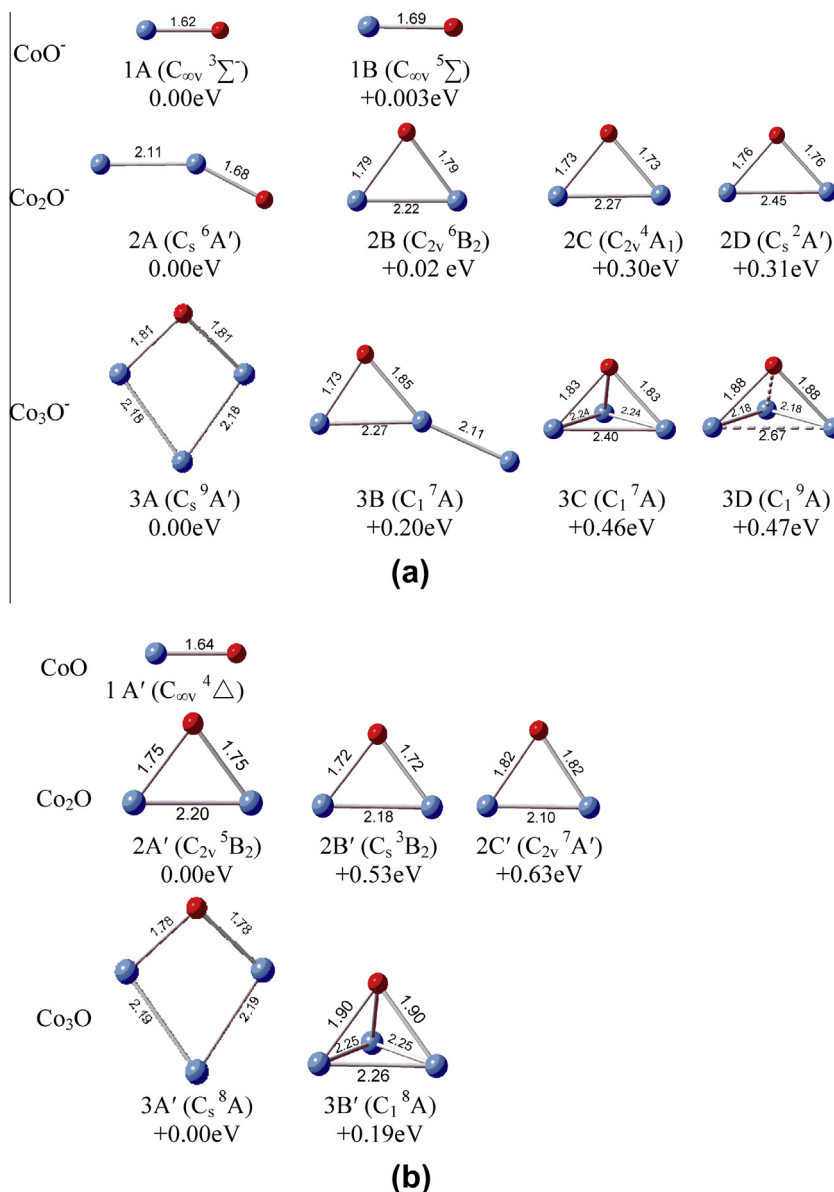 1.62 1.69
CoO⁻
1A (C∞v ³∑⁻) 1B (C∞v ⁵∑)
0.00eV +0.003eV
2.11 1.68 1.79 1.79 2.22 1.73 1.73 2.27 1.76 1.76 2.45
Co₂O⁻
2A (Cₛ ⁶A′) 2B (C₂ᵥ ⁶B₂) 2C (C₂ᵥ ⁴A₁) 2D (Cₛ ²A′)
0.00eV +0.02 eV +0.30eV +0.31eV
1.81 1.81 2.18 2.18 1.73 1.85 2.27 2.11 1.83 1.83 2.24 2.24 2.40 1.88 1.88 2.18 2.18 2.67
Co₃O⁻
3A (Cₛ ⁹A′) 3B (C₁ ⁷A) 3C (C₁ ⁷A) 3D (C₁ ⁹A)
0.00eV +0.20eV +0.46eV +0.47eV
(a)
1.64
CoO
1 A′ (C∞v ⁴△)
1.75 1.75 2.20 1.72 1.72 2.18 1.82 1.82 2.10
Co₂O
2A′ (C₂ᵥ ⁵B₂) 2B′ (Cₛ ³B₂) 2C′ (C₂ᵥ ⁷A′)
0.00eV +0.53eV +0.63eV
1.78 1.78 2.19 2.19 1.90 1.90 2.25 2.25 2.26
Co₃O
3A′ (Cₛ ⁸A) 3B′ (C₁ ⁸A)
+0.00eV +0.19eV
(b)